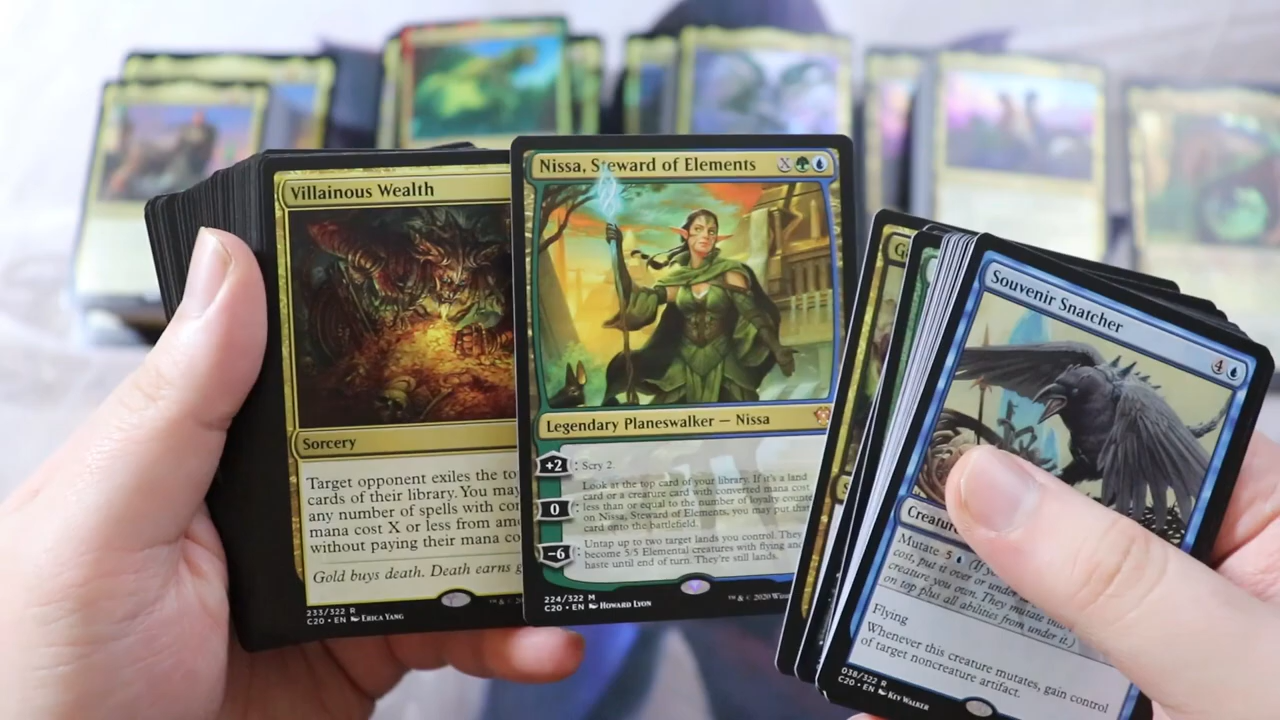 Villainous Wealth
Sorcery
Target opponent exiles the to
cards of their library. You may
any number of spells with con
mana cost X or less from amo
without paying their mana co
Gold buys death. Death earns g
233/322 R
C20 • EN Erica Yang
Nissa, Steward of Elements
X
Legendary Planeswalker — Nissa
+2 : Scry 2.
Look at the top card of your library. If it's a land
card or a creature card with converted mana cost
0 : less than or equal to the number of loyalty counte
on Nissa, Steward of Elements, you may put that
card onto the battlefield.
Untap up to two target lands you control. They
-6 : become 5/5 Elemental creatures with flying and
haste until end of turn. They're still lands.
224/322 M
C20 • EN Howard Lyon
™ & © 2020 Wiza
G
Souvenir Snatcher
4
Creature
Mutate 5 (If yo
cost, put it over or under
creature you own. They mutate into
on top plus all abilities from under it.)
Flying
Whenever this creature mutates, gain control
of target noncreature artifact.
038/322 R
C20 • EN Kev Walker